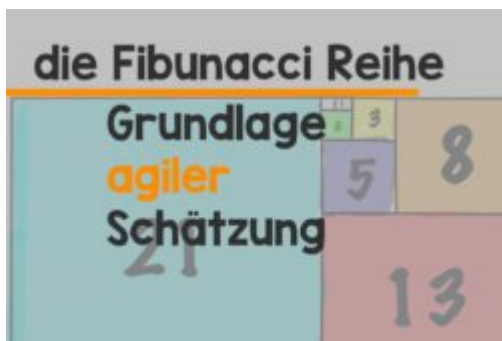 die Fibunacci Reihe
Grundlage
agiler
Schätzung
3
8
5
21
13